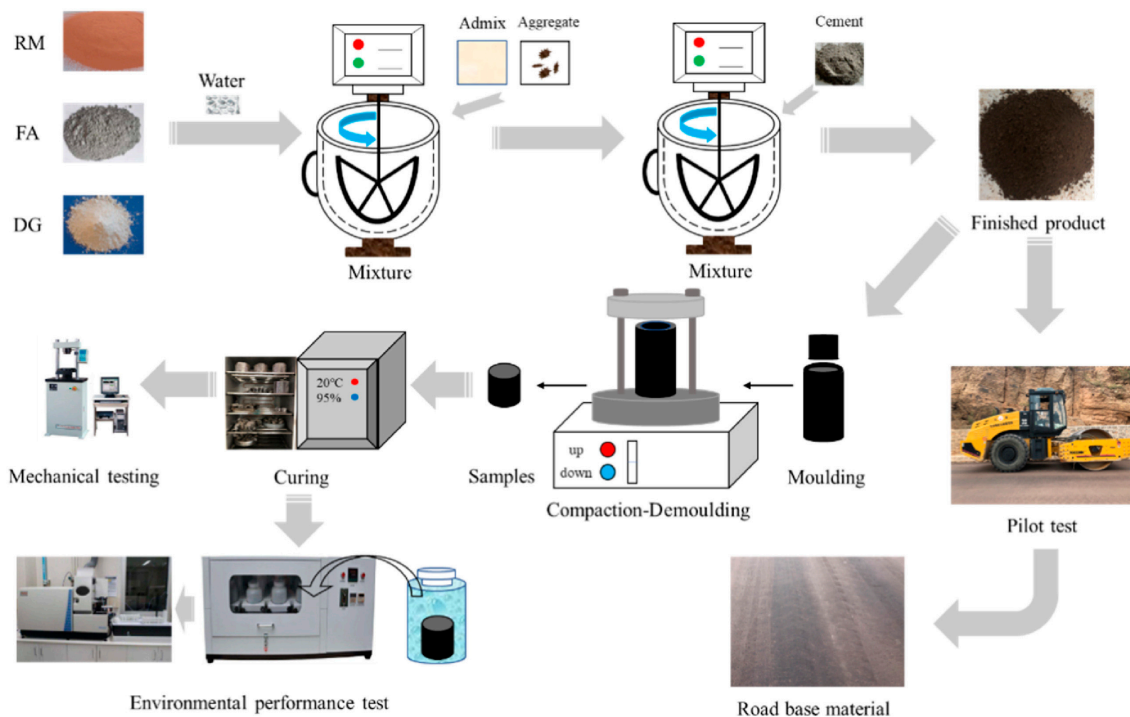 RM
Admix Aggregate
Cement
Water
FA
DG
Mixture
Mixture
Finished product
20℃
95%
up
down
Mechanical testing
Curing
Samples
Moulding
Compaction-Demoulding
Pilot test
Environmental performance test
Road base material